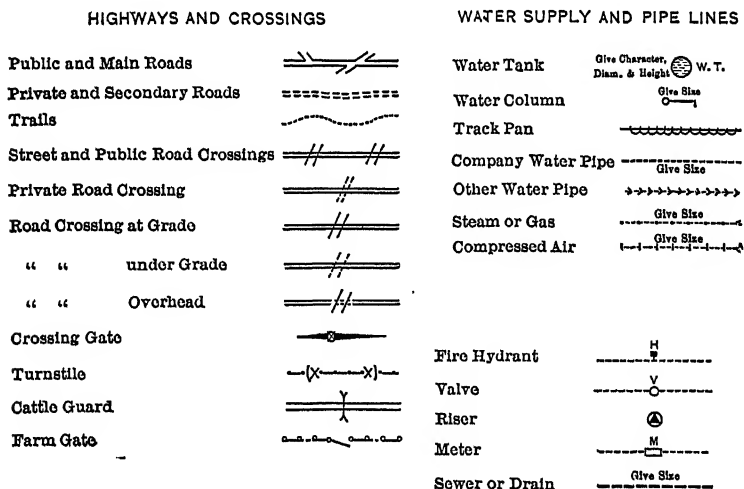 HIGHWAYS AND CROSSINGS
Public and Main Roads
Private and Secondary Roads
Trails
Street and Public Road Crossings
Private Road Crossing
Road Crossing at Grade
“ “ under Grade
“ “ Overhead
Crossing Gate
Turnstile
Cattle Guard
Farm Gate
WATER SUPPLY AND PIPE LINES
Water Tank Give Character, Diam. & Height W. T.
Water Column Give Size
Track Pan
Company Water Pipe Give Size
Other Water Pipe
Steam or Gas Give Size
Compressed Air Give Size
Fire Hydrant H
Valve V
Riser
Meter M
Sewer or Drain Give Size